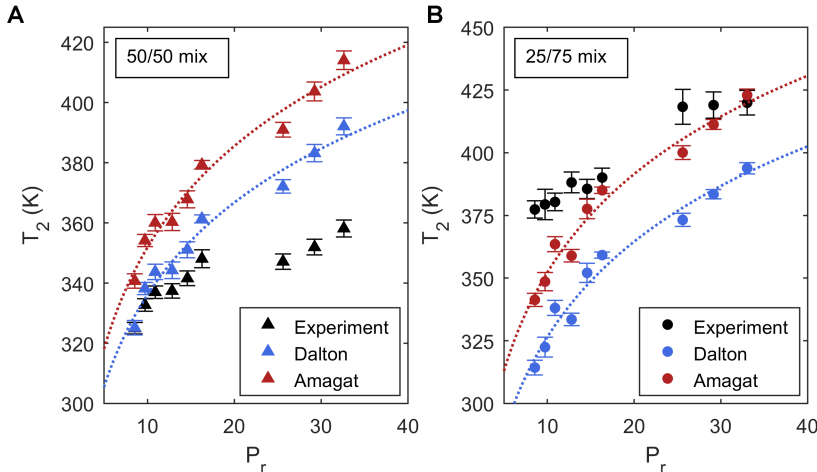 A
50/50 mix
420
400
380
360
340
320
300
T2 (K)
10
20
30
40
Pr
Experiment
Dalton
Amagat
B
25/75 mix
450
425
400
375
350
325
300
T2 (K)
10
20
30
40
Pr
Experiment
Dalton
Amagat